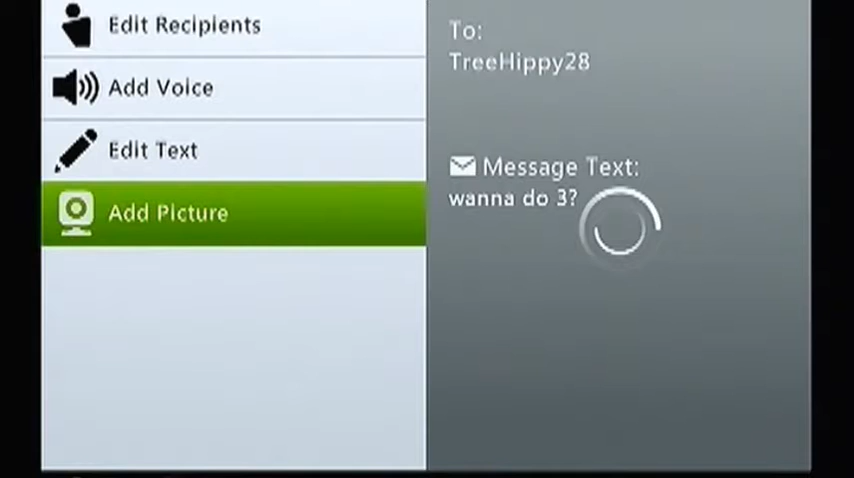 Edit Recipients
Add Voice
Edit Text
Add Picture
To:
TreeHippy28
Message Text:
wanna do 3?